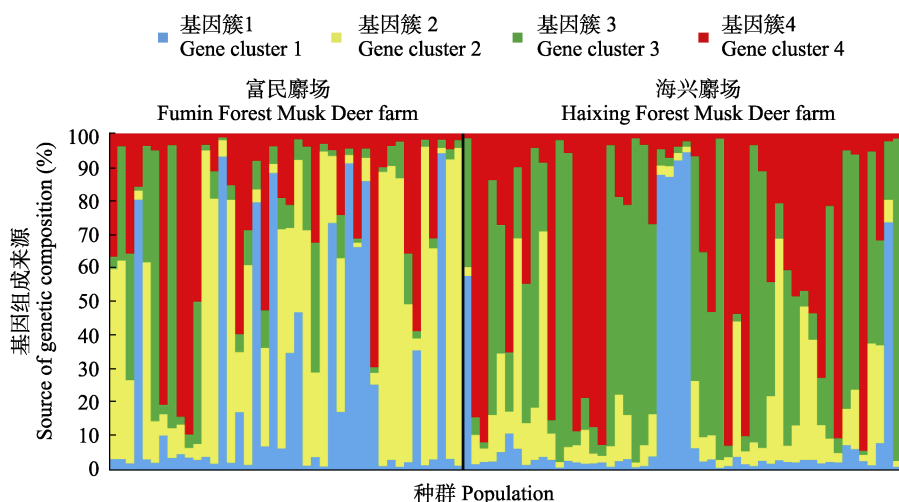 基因簇1 基因簇 2 基因簇 3 基因簇4
Gene cluster 1 Gene cluster 2 Gene cluster 3 Gene cluster 4
富民麝场 海兴麝场
Fumin Forest Musk Deer farm Haixing Forest Musk Deer farm
基因组成来源
Source of genetic composition (%)
100
90
80
70
60
50
40
30
20
10
0
种群 Population